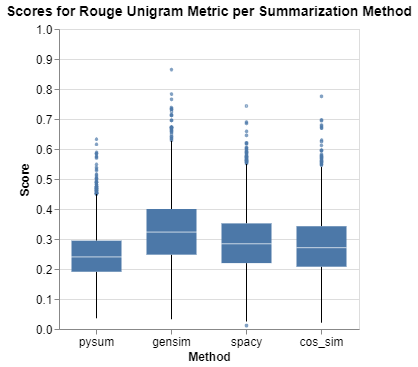 Scores for Rouge Unigram Metric per Summarization Method
1.0
0.9
0.8
0.7
0.6
0.5
0.4
0.3
0.2
0.1
0.0
Score
pysum gensim spacy cos_sim
Method